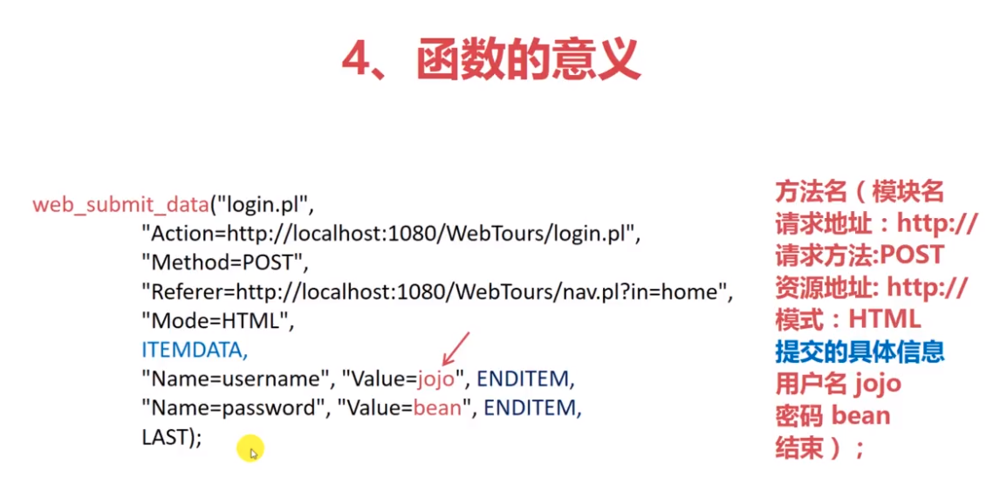 4、函数的意义
web_submit_data("login.pl",
"Action=http://localhost:1080/WebTours/login.pl",
"Method=POST",
"Referer=http://localhost:1080/WebTours/nav.pl?in=home",
"Mode=HTML",
ITEMDATA,
"Name=username", "Value=jojo", ENDITEM,
"Name=password", "Value=bean", ENDITEM,
LAST);
方法名（模块名
请求地址：http://
请求方法:POST
资源地址: http://
模式：HTML
提交的具体信息
用户名 jojo
密码 bean
结束）；